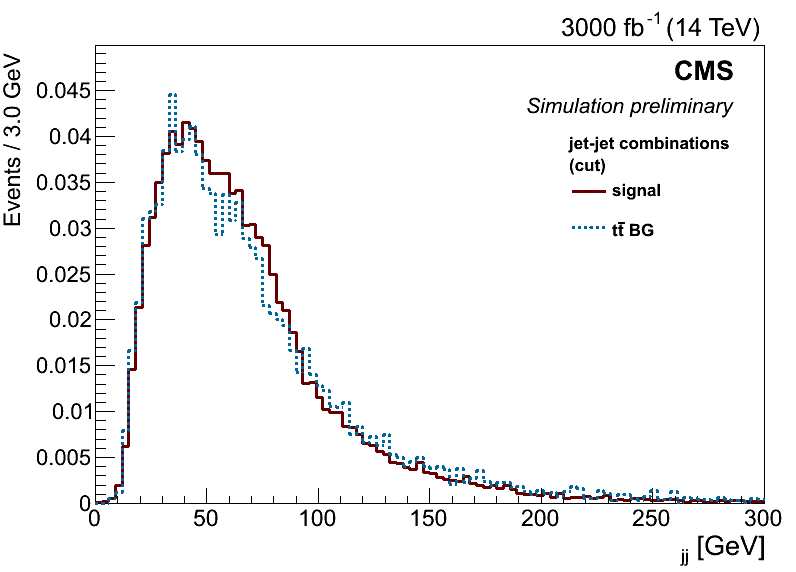 3000 fb-1 (14 TeV)
CMS
Simulation preliminary
jet-jet combinations
(cut)
signal
tt̄ BG
Events / 3.0 GeV
0.045
0.04
0.035
0.03
0.025
0.02
0.015
0.01
0.005
0
0 50 100 150 200 250 300
jj [GeV]